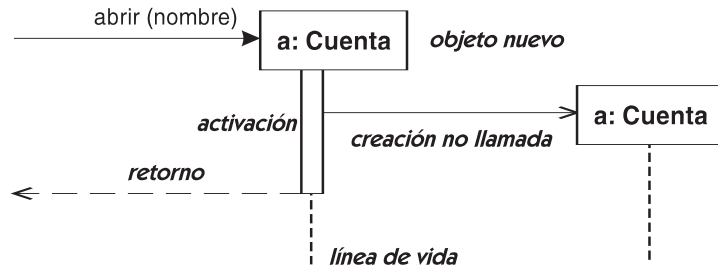 abrir (nombre)
a: Cuenta
objeto nuevo
activación
creación no llamada
a: Cuenta
retorno
línea de vida